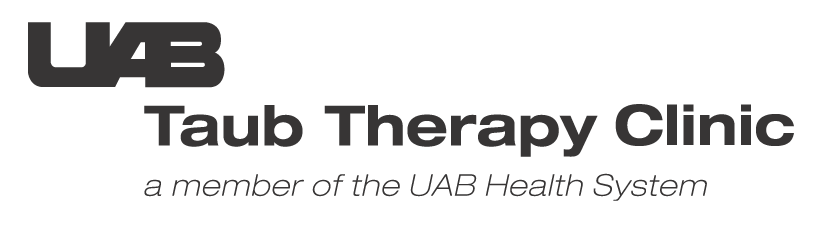 UAB
Taub Therapy Clinic
a member of the UAB Health System